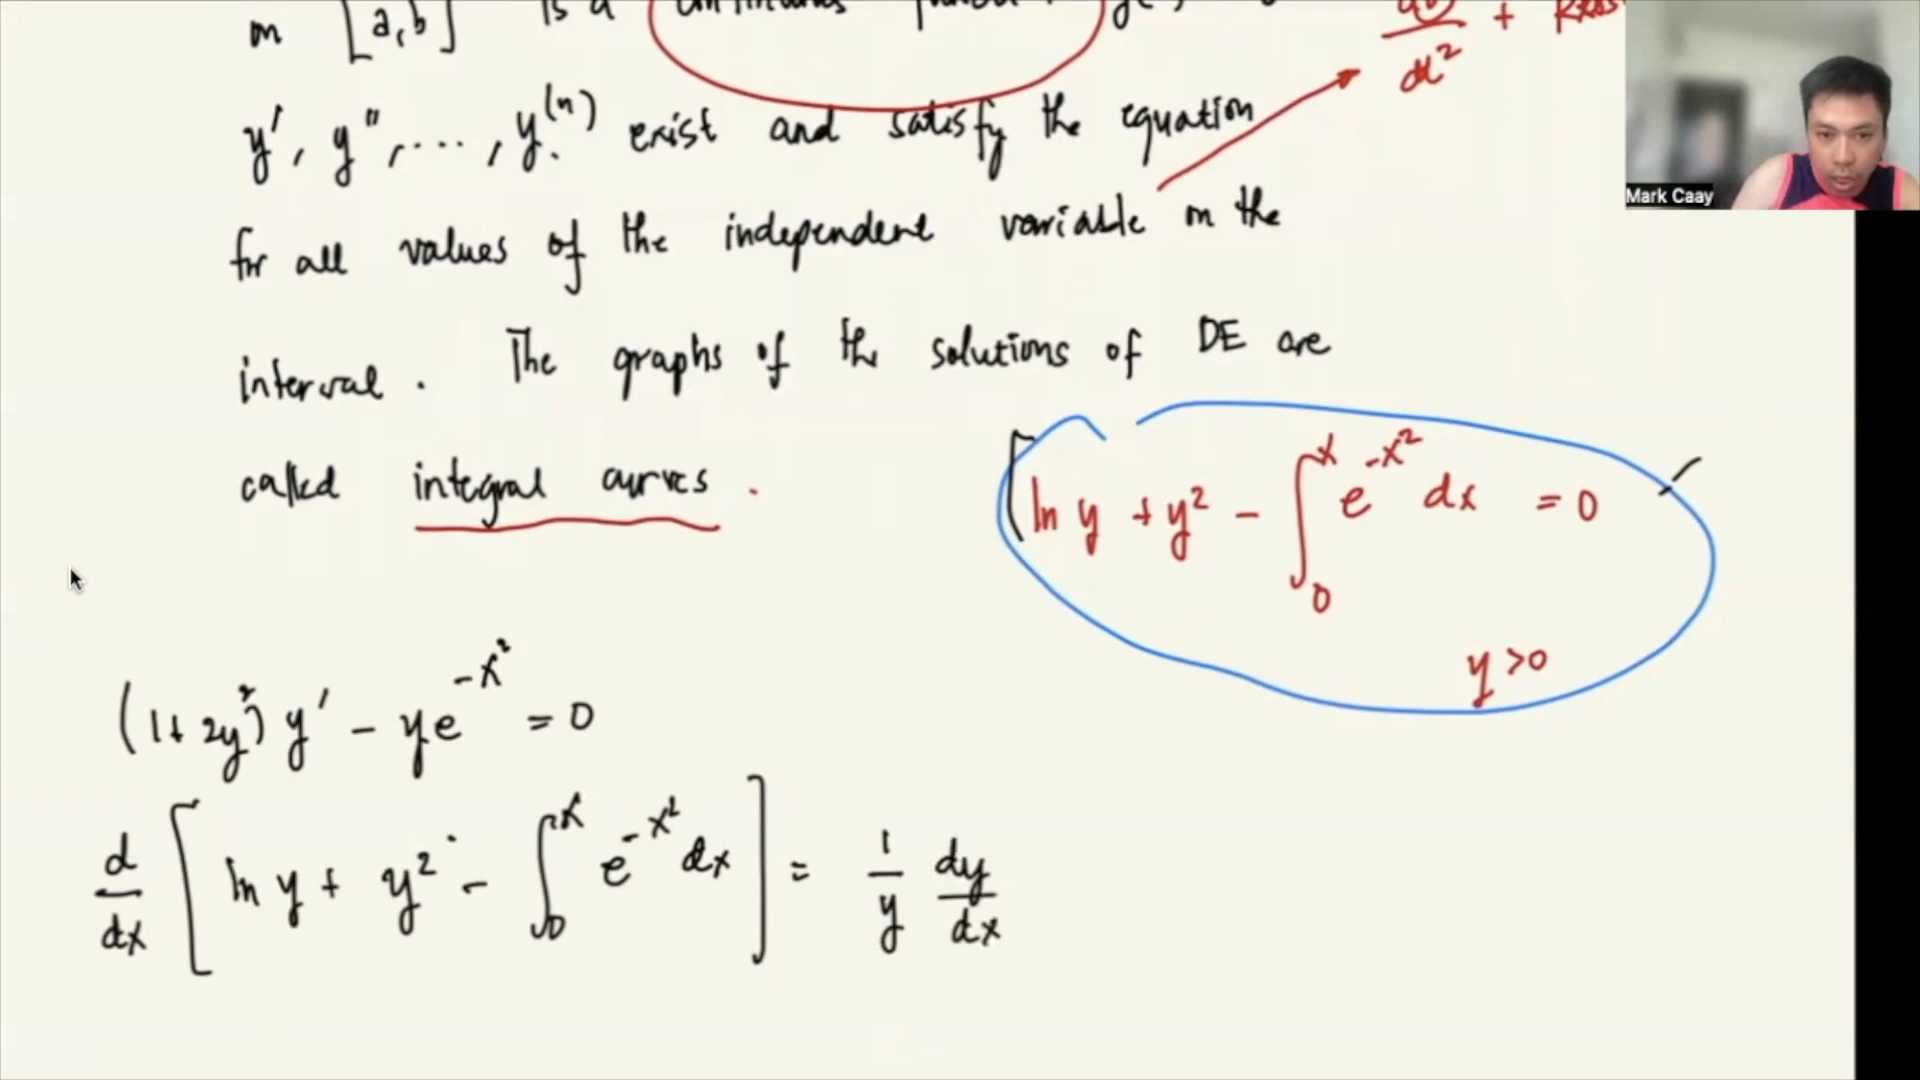 on [a,b] is a continuous
dt² +
y', y'', ..., y⁽ⁿ⁾ exist and satisfy the equation
Mark Caay
for all values of the independent variable on the
interval. The graphs of the solutions of DE are
called integral curves.
ln y + y² - ∫₀ˣ e^(-x²) dx = 0
y > 0
(1 + 2y²) y' - y e^(-x²) = 0
d/dx [ ln y + y² - ∫₀ˣ e^(-x²) dx ] = 1/y dy/dx